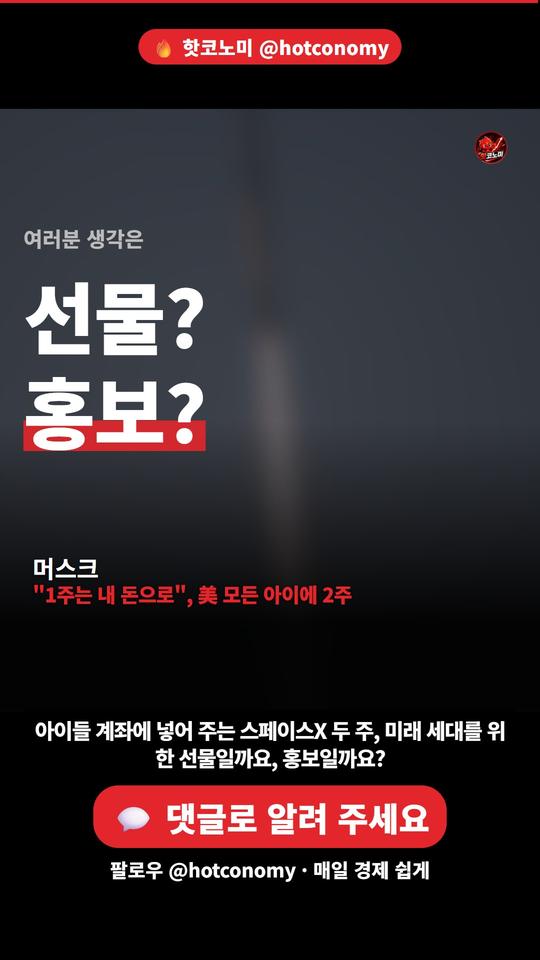 핫코노미 @hotconomy
코노미
여러분 생각은
선물?
홍보?
머스크
"1주는 내 돈으로", 美 모든 아이에 2주
아이들 계좌에 넣어 주는 스페이스X 두 주, 미래 세대를 위
한 선물일까요, 홍보일까요?
댓글로 알려 주세요
팔로우 @hotconomy · 매일 경제 쉽게